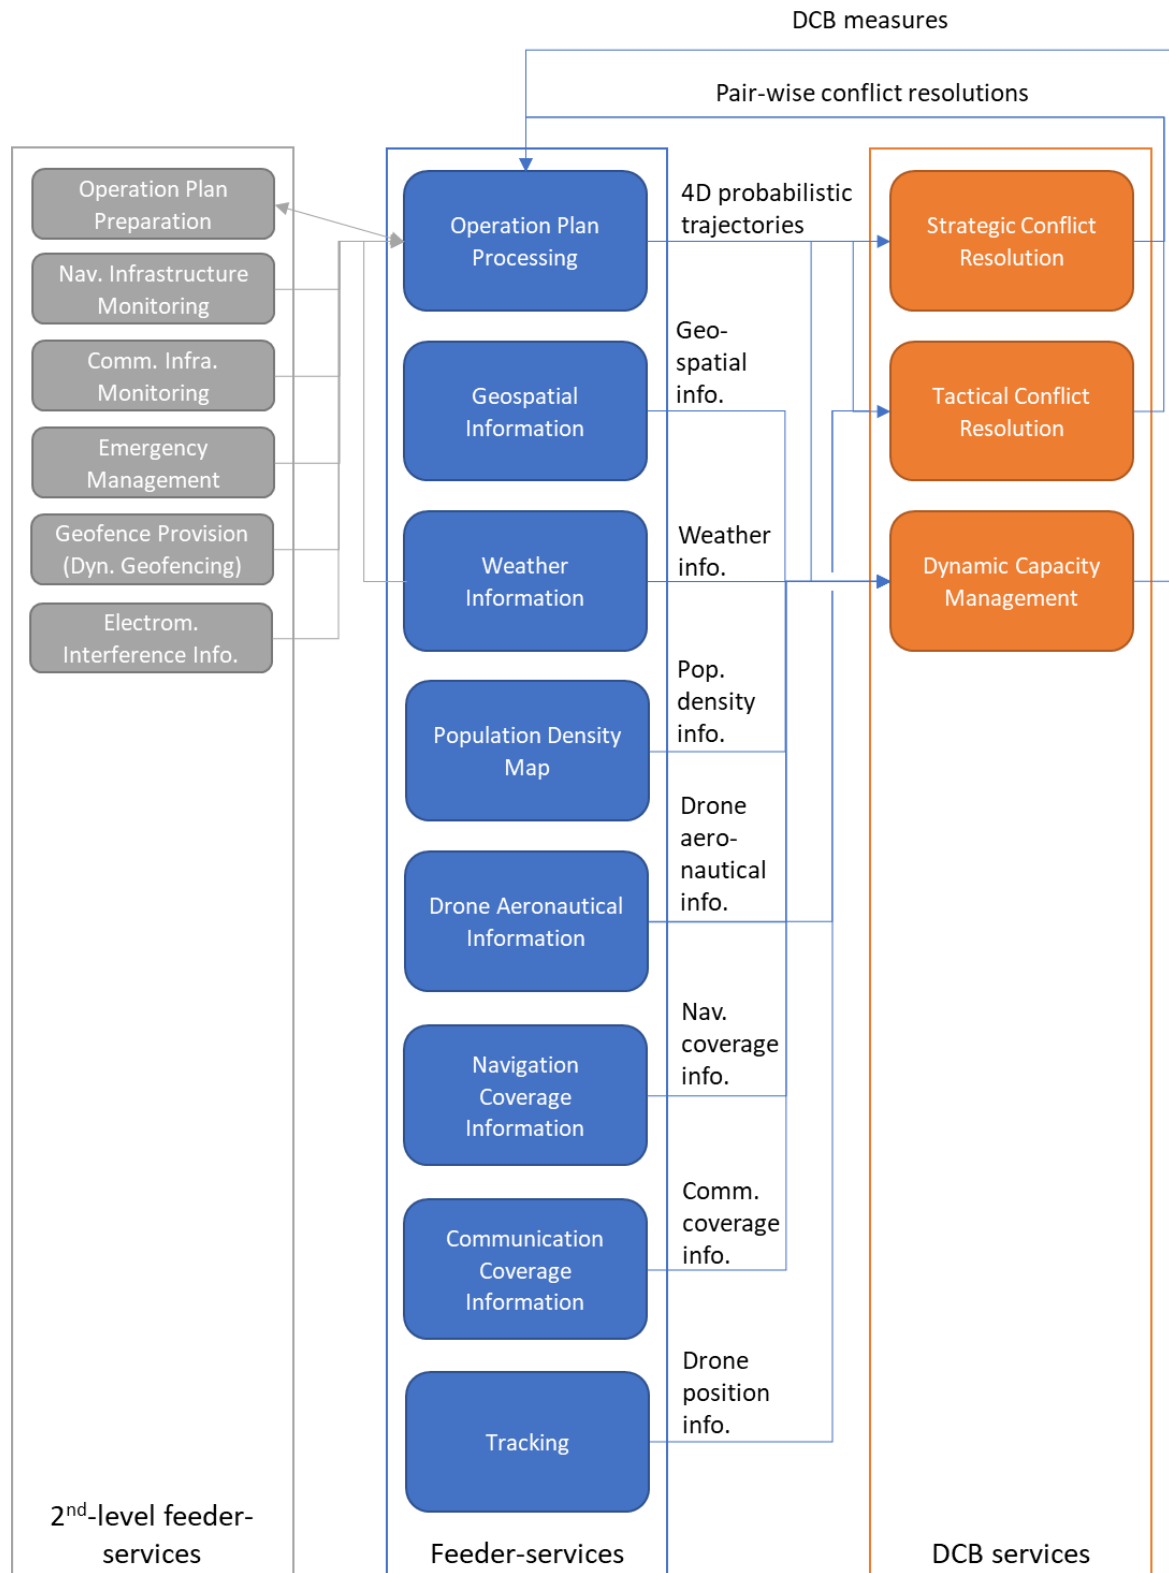 DCB measures
Pair-wise conflict resolutions
Operation Plan
Preparation
Nav. Infrastructure
Monitoring
Comm. Infra.
Monitoring
Emergency
Management
Geofence Provision
(Dyn. Geofencing)
Electrom.
Interference Info.
2nd-level feeder-
services
Operation Plan
Processing
Geospatial
Information
Weather
Information
Population Density
Map
Drone Aeronautical
Information
Navigation
Coverage
Information
Communication
Coverage
Information
Tracking
Feeder-services
4D probabilistic
trajectories
Geo-
spatial
info.
Weather
info.
Pop.
density
info.
Drone
aero-
nautical
info.
Nav.
coverage
info.
Comm.
coverage
info.
Drone
position
info.
Strategic Conflict
Resolution
Tactical Conflict
Resolution
Dynamic Capacity
Management
DCB services